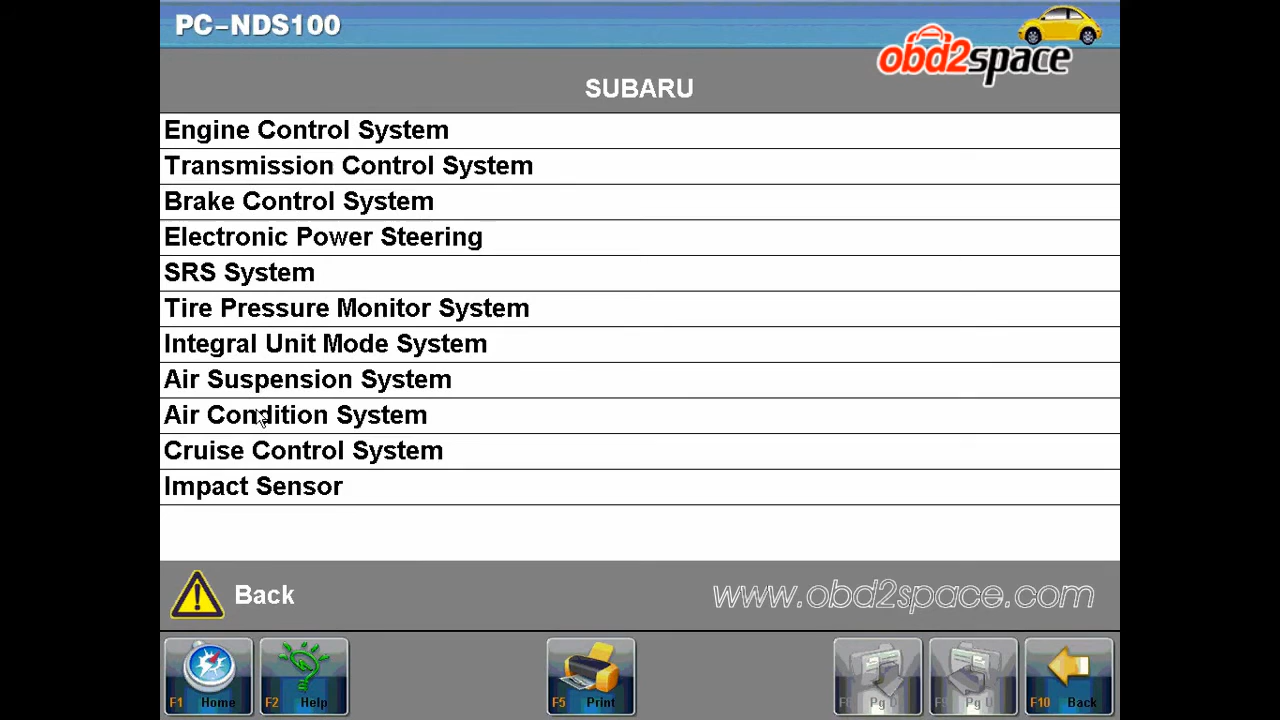 PC-NDS100
obd2space
SUBARU
Engine Control System
Transmission Control System
Brake Control System
Electronic Power Steering
SRS System
Tire Pressure Monitor System
Integral Unit Mode System
Air Suspension System
Air Condition System
Cruise Control System
Impact Sensor
Back
www.obd2space.com
F1 Home
F2 Help
F5 Print
Pg
Pg
F10 Back